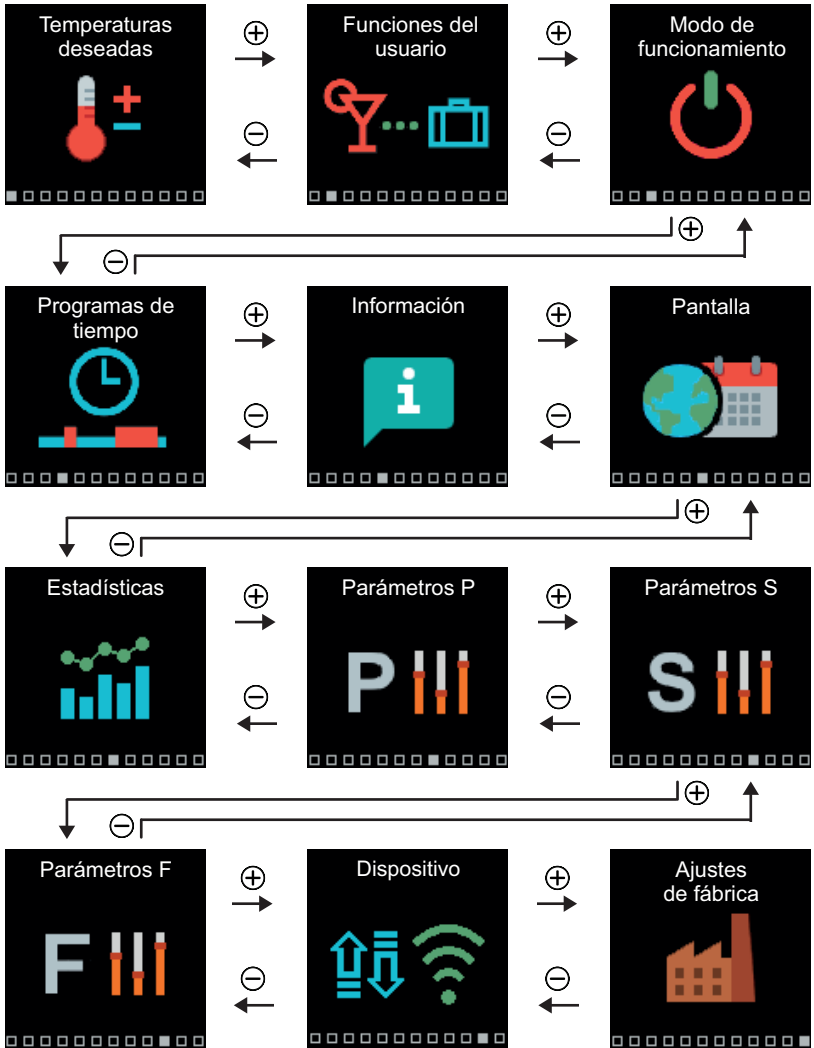 Temperaturas
deseadas
+
−
Funciones del
usuario
+
−
Modo de
funcionamiento
+
−
Programas de
tiempo
+
−
Información
i
+
−
Pantalla
+
−
Estadísticas
+
−
Parámetros P
P
+
−
Parámetros S
S
+
−
Parámetros F
F
+
−
Dispositivo
+
−
Ajustes
de fábrica